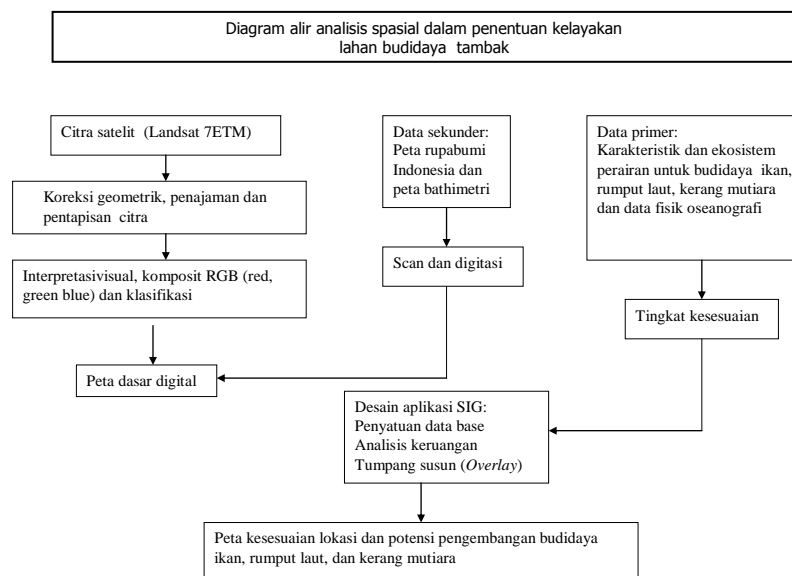 Diagram alir analisis spasial dalam penentuan kelayakan
lahan budidaya tambak
Citra satelit (Landsat 7ETM)
Koreksi geometrik, penajaman dan
pentapisan citra
Interpretasivisual, komposit RGB (red,
green blue) dan klasifikasi
Peta dasar digital
Data sekunder:
Peta rupabumi
Indonesia dan
peta bathimetri
Scan dan digitasi
Data primer:
Karakteristik dan ekosistem
perairan untuk budidaya ikan,
rumput laut, kerang mutiara
dan data fisik oseanografi
Tingkat kesesuaian
Desain aplikasi SIG:
Penyatuan data base
Analisis keruangan
Tumpang susun (Overlay)
Peta kesesuaian lokasi dan potensi pengembangan budidaya
ikan, rumput laut, dan kerang mutiara